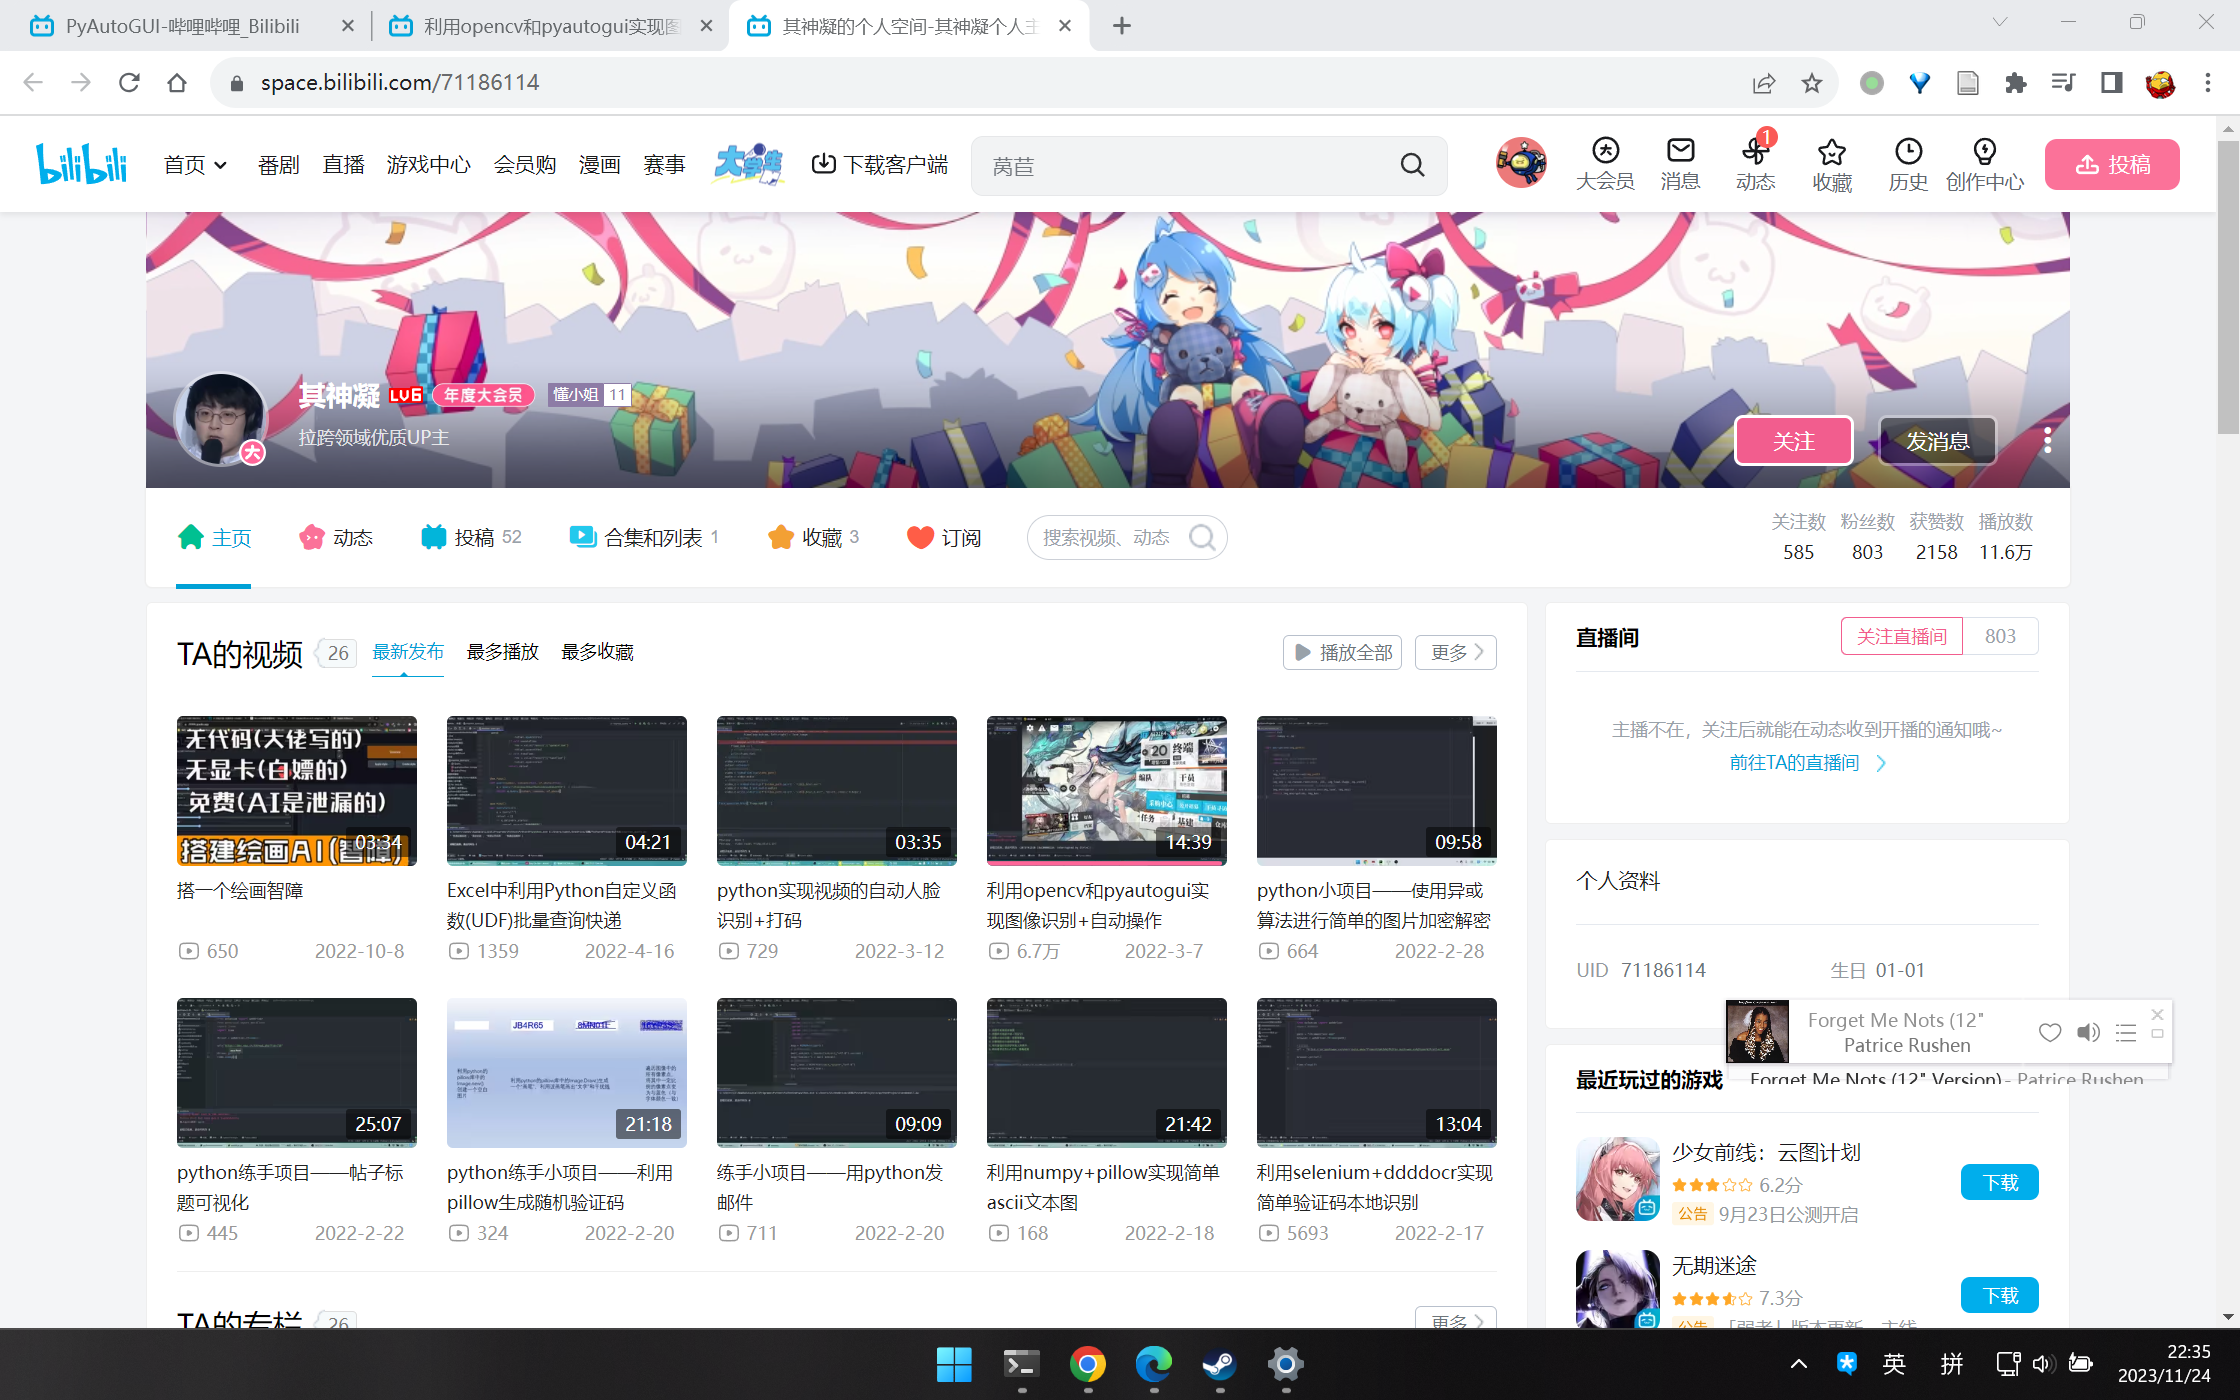 PyAutoGUI-哔哩哔哩_Bilibili
利用opencv和pyautogui实现图
其神凝的个人空间-其神凝个人主
space.bilibili.com/71186114
bilibili
首页
番剧
直播
游戏中心
会员购
漫画
赛事
大学生
下载客户端
莴苣
大会员
消息
1
动态
收藏
历史
创作中心
投稿
其神凝 LV6 年度大会员 懂小姐 11
拉跨领域优质UP主
大
关注
发消息
主页
动态
投稿 52
合集和列表 1
收藏 3
订阅
搜索视频、动态
关注数 粉丝数 获赞数 播放数
585 803 2158 11.6万
TA的视频 26 最新发布 最多播放 最多收藏
播放全部
更多
无代码(大佬写的)
无显卡(白嫖的)
免费(AI是泄漏的)
搭建绘画AI(智障)
03:34
04:21
03:35
终端
编队
干员
采购中心
任务
基建
20
14:39
09:58
搭一个绘画智障
650 2022-10-8
Excel中利用Python自定义函
数(UDF)批量查询快递
1359 2022-4-16
python实现视频的自动人脸
识别+打码
729 2022-3-12
利用opencv和pyautogui实
现图像识别+自动操作
6.7万 2022-3-7
python小项目——使用异或
算法进行简单的图片加密解密
664 2022-2-28
25:07
JB4R65
21:18
09:09
21:42
13:04
python练手项目——帖子标
题可视化
445 2022-2-22
python练手小项目——利用
pillow生成随机验证码
324 2022-2-20
练手小项目——用python发
邮件
711 2022-2-20
利用numpy+pillow实现简单
ascii文本图
168 2022-2-18
利用selenium+ddddocr实现
简单验证码本地识别
5693 2022-2-17
TA的专栏 26
更多
直播间
关注直播间 803
主播不在，关注后就能在动态收到开播的通知哦~
前往TA的直播间
个人资料
UID 71186114
生日 01-01
Forget Me Nots (12"
Patrice Rushen
Forget Me Nots (12" Version) - Patrice Rushen
最近玩过的游戏
少女前线：云图计划
6.2分
公告 9月23日公测开启
下载
无期迷途
7.3分
下载
公告
英
拼
22:35
2023/11/24